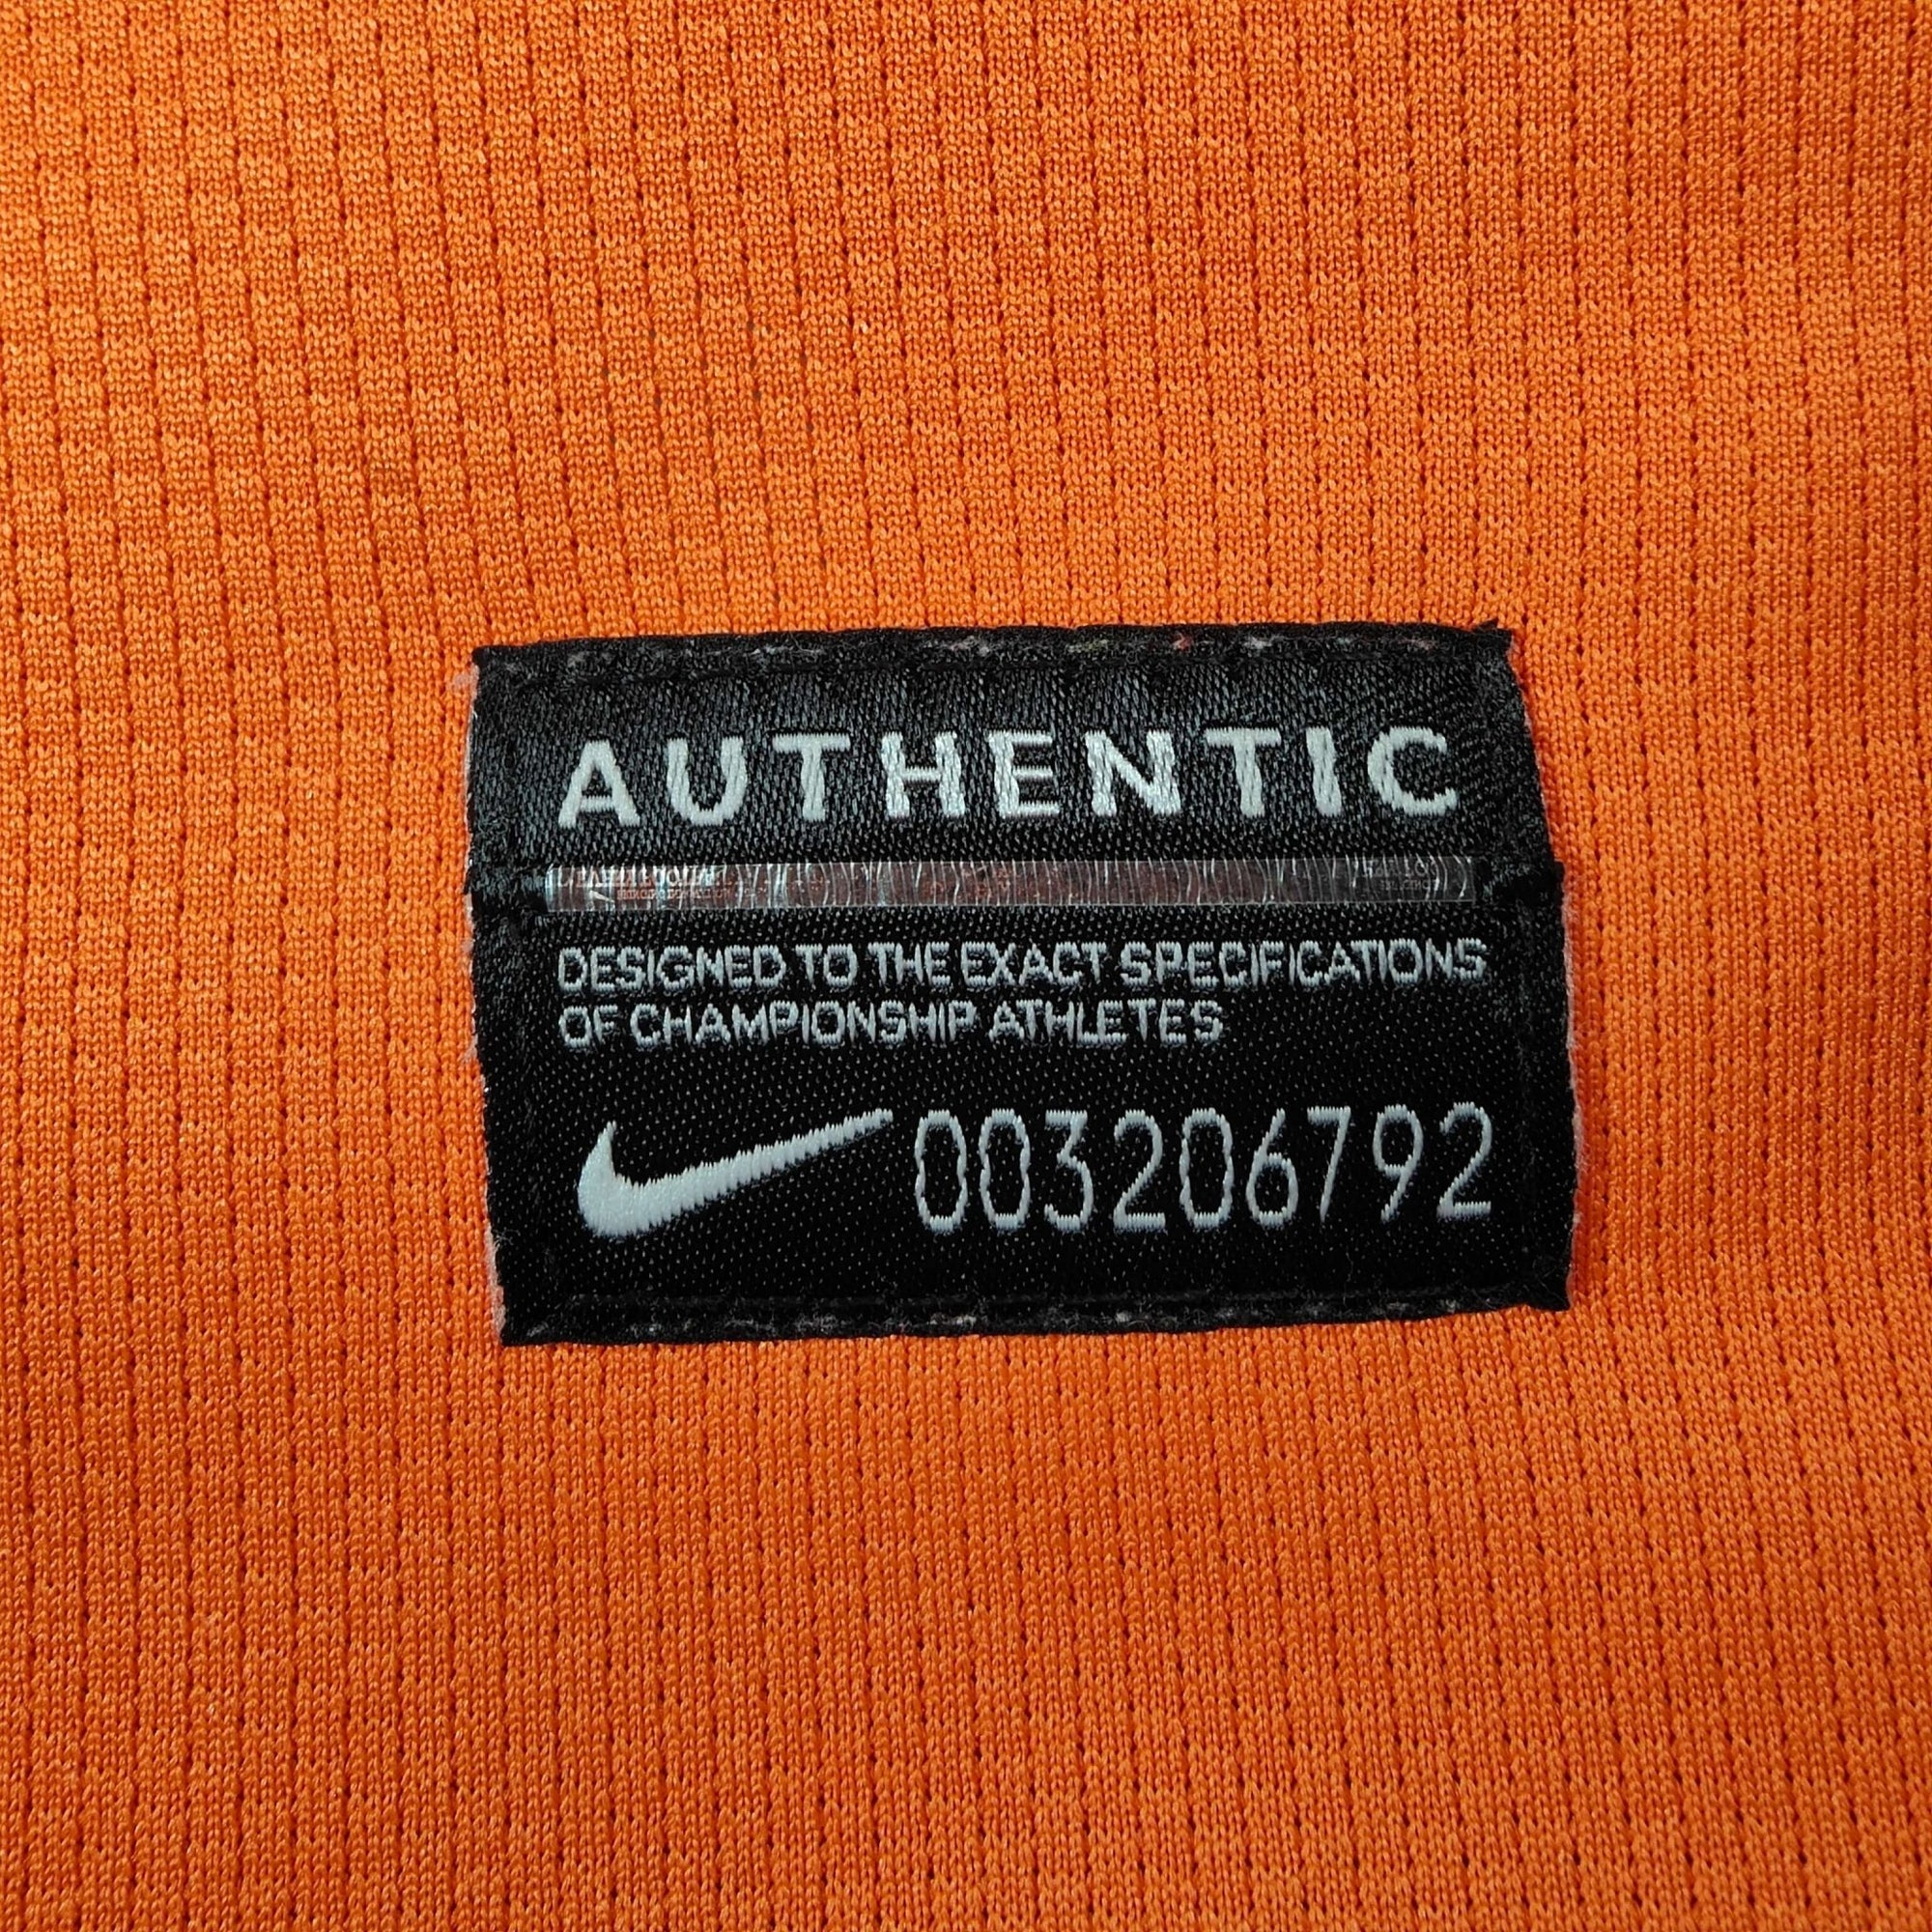 AUTHENTIC
DESIGNED TO THE EXACT SPECIFICATIONS
OF CHAMPIONSHIP ATHLETES
003206792